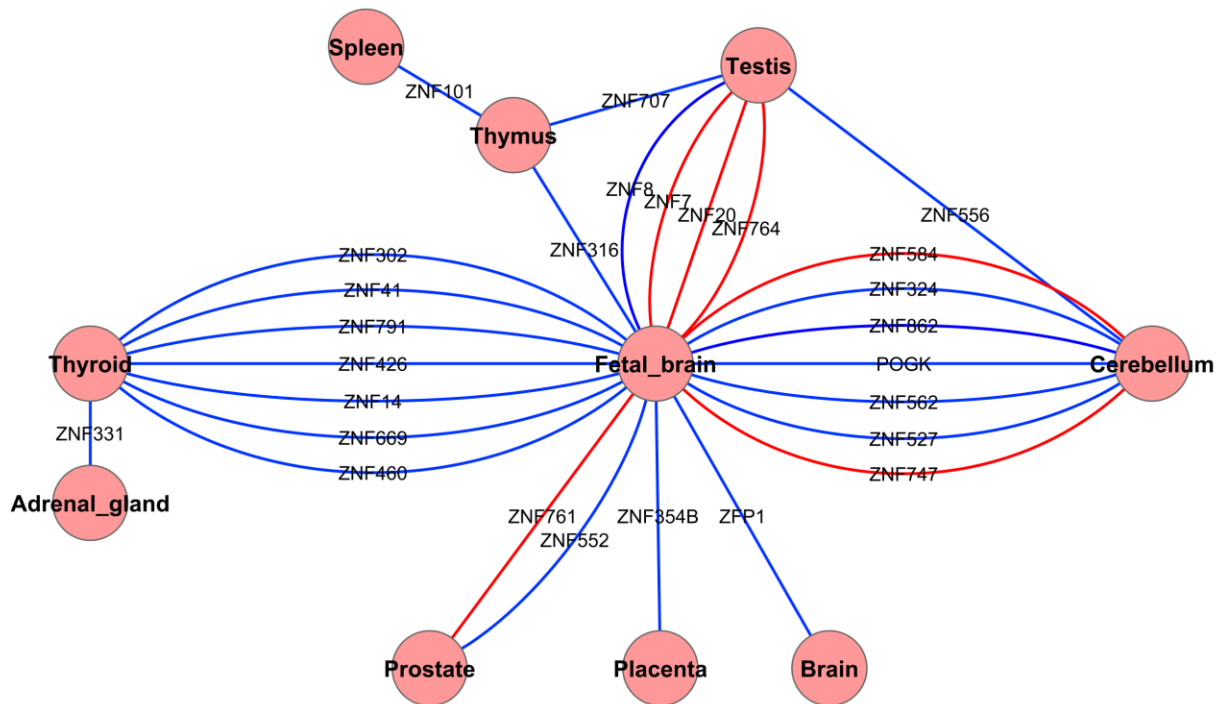 Spleen
Testis
ZNF101
ZNF707
Thymus
ZNF8
ZNF7
ZNF20
ZNF764
ZNF556
ZNF316
ZNF302
ZNF584
ZNF41
ZNF324
ZNF791
ZNF862
Thyroid
ZNF426
Fetal_brain
POGK
Cerebellum
ZNF14
ZNF562
ZNF331
ZNF669
ZNF527
ZNF460
ZNF747
Adrenal_gland
ZNF761
ZNF354B
ZFP1
ZNF552
Prostate
Placenta
Brain